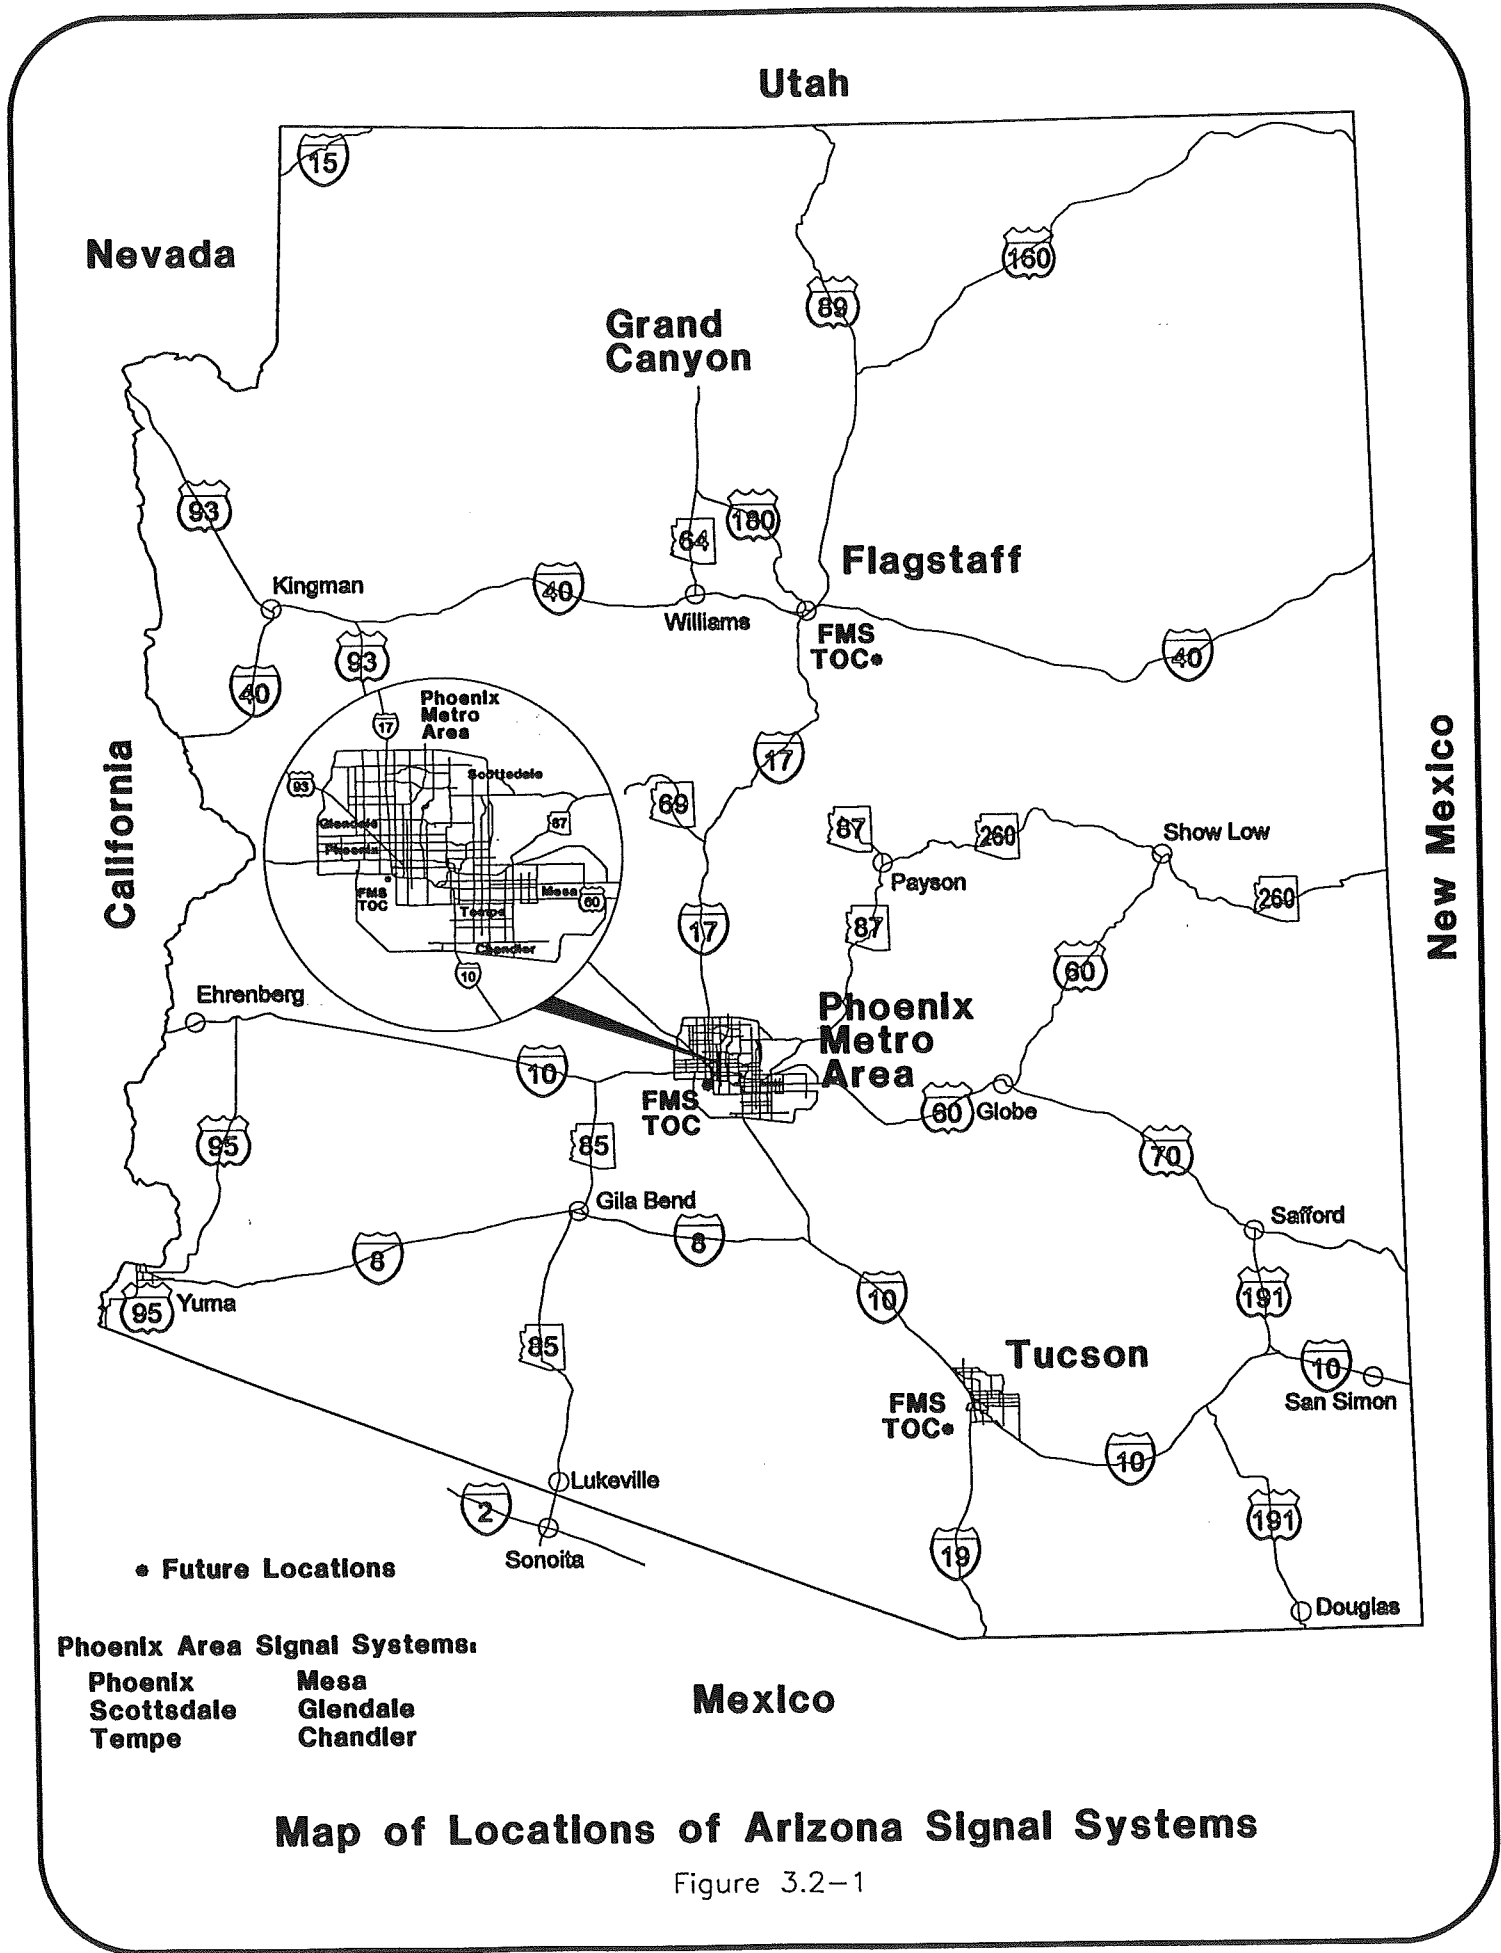 Utah
15
Nevada
160
89
Grand
Canyon
93
180
64
Flagstaff
Kingman
40
Williams
FMS
TOC•
93
40
40
Phoenix
Metro
Area
17
17
California
New Mexico
Scottsdale
93
69
87
260
Show Low
Glendale
87
Phoenix
Payson
260
FMS
TOC
Mesa
60
Tempe
17
87
Chandler
10
60
Ehrenberg
Phoenix
Metro
Area
10
FMS
TOC
60
Globe
95
85
70
Gila Bend
Safford
8
8
95
Yuma
10
191
85
Tucson
10
San Simon
FMS
TOC•
10
Lukeville
2
191
Sonoita
19
• Future Locations
Douglas
Phoenix Area Signal Systems:
Phoenix Mesa
Scottsdale Glendale
Tempe Chandler
Mexico
Map of Locations of Arizona Signal Systems
Figure 3.2-1